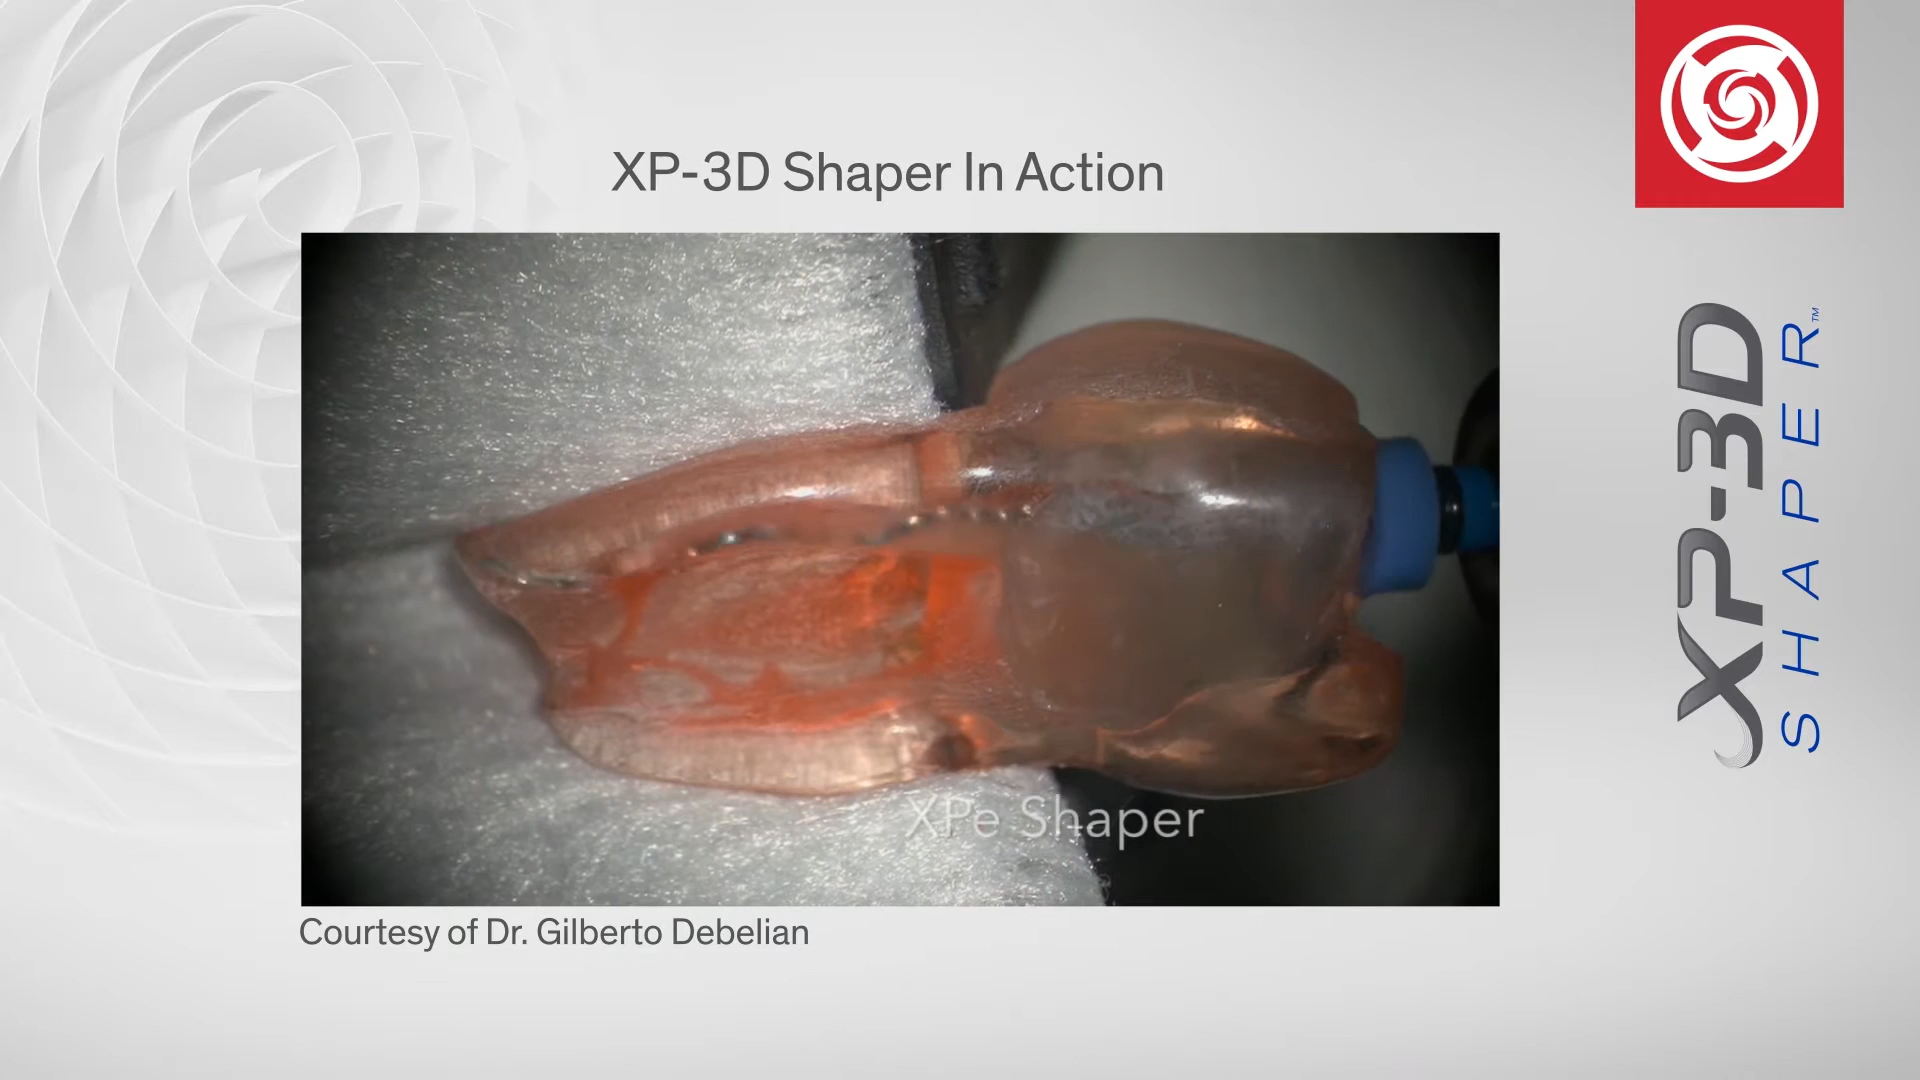 XP-3D Shaper In Action
XPe Shaper
Courtesy of Dr. Gilberto Debelian
XP-3D
SHAPER™